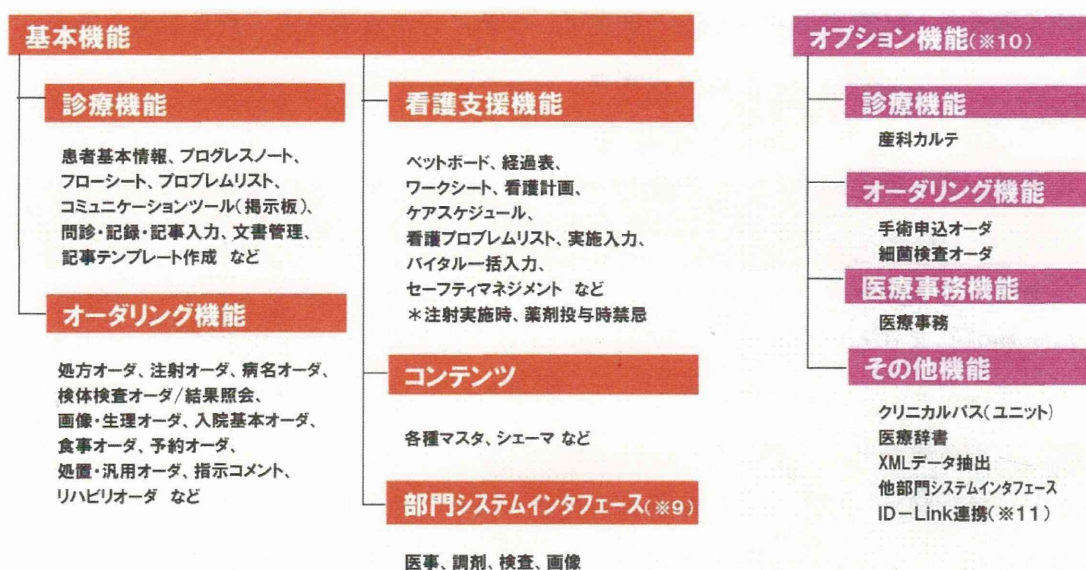 基本機能
診療機能
患者基本情報、プログレスノート、
フローシート、プロブレムリスト、
コミュニケーションツール(掲示板)、
問診・記録・記事入力、文書管理、
記事テンプレート作成 など
オーダリング機能
処方オーダ、注射オーダ、病名オーダ、
検体検査オーダ/結果照会、
画像・生理オーダ、入院基本オーダ、
食事オーダ、予約オーダ、
処置・汎用オーダ、指示コメント、
リハビリオーダ など
看護支援機能
ベットボード、経過表、
ワークシート、看護計画、
ケアスケジュール、
看護プロブレムリスト、実施入力、
バイタル一括入力、
セーフティマネジメント など
＊注射実施時、薬剤投与時禁忌
コンテンツ
各種マスタ、シェーマ など
部門システムインタフェース(※9)
医事、調剤、検査、画像
オプション機能(※10)
診療機能
産科カルテ
オーダリング機能
手術申込オーダ
細菌検査オーダ
医療事務機能
医療事務
その他機能
クリニカルパス(ユニット)
医療辞書
XMLデータ抽出
他部門システムインタフェース
ID－Link連携(※11)